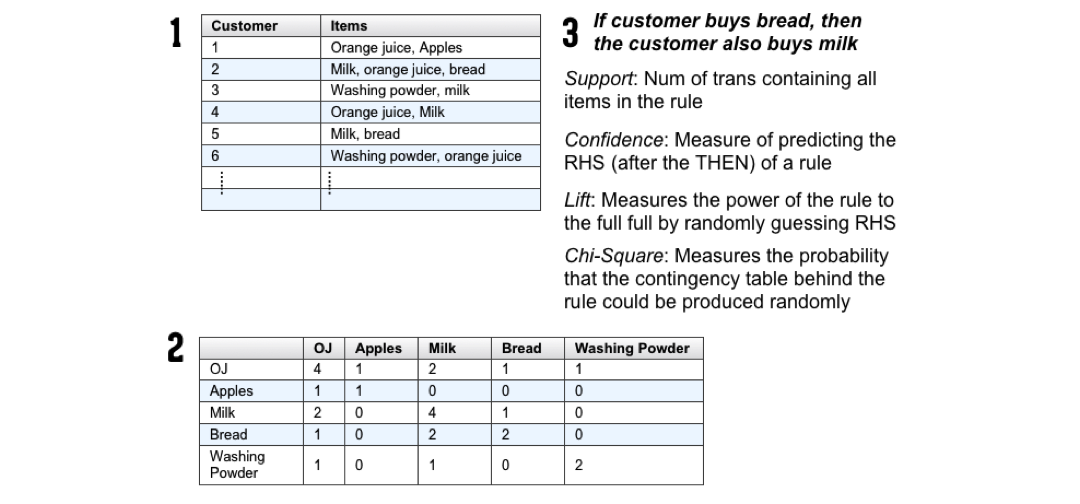 1
Customer Items
1 Orange juice, Apples
2 Milk, orange juice, bread
3 Washing powder, milk
4 Orange juice, Milk
5 Milk, bread
6 Washing powder, orange juice
3
If customer buys bread, then
the customer also buys milk
Support: Num of trans containing all
items in the rule
Confidence: Measure of predicting the
RHS (after the THEN) of a rule
Lift: Measures the power of the rule to
the full full by randomly guessing RHS
Chi-Square: Measures the probability
that the contingency table behind the
rule could be produced randomly
2
OJ Apples Milk Bread Washing Powder
OJ 4 1 2 1 1
Apples 1 1 0 0 0
Milk 2 0 4 1 0
Bread 1 0 2 2 0
Washing
Powder 1 0 1 0 2